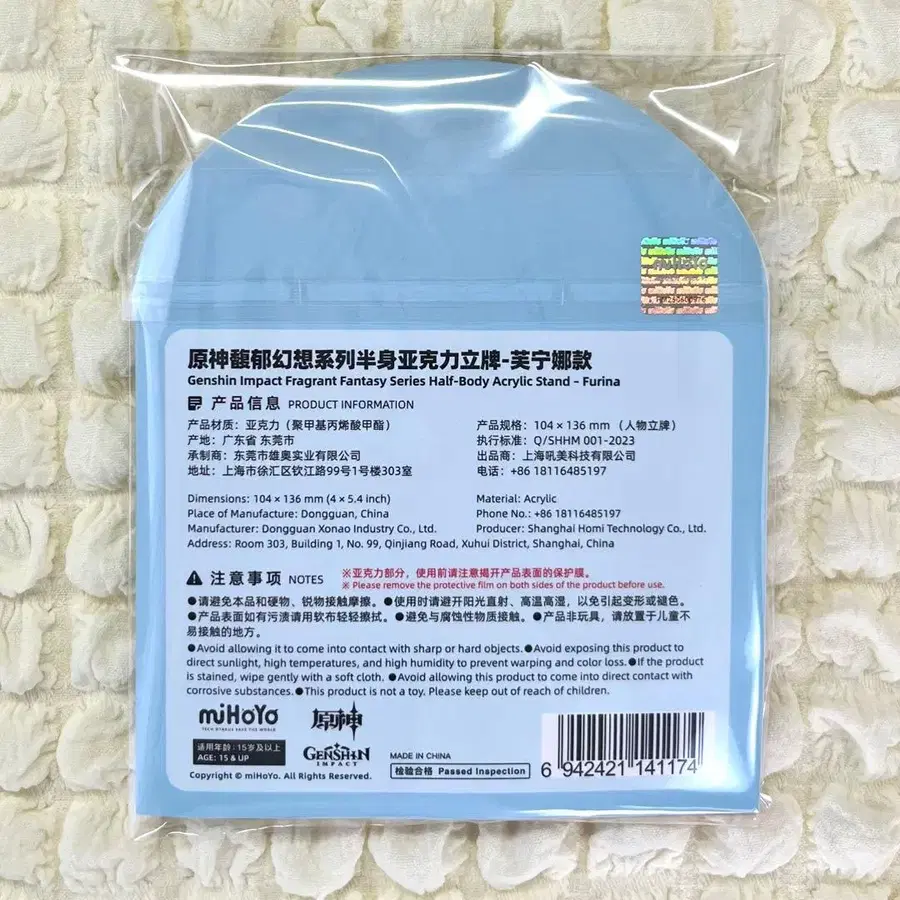 miHoYo
原神馥郁幻想系列半身亚克力立牌-芙宁娜款
Genshin Impact Fragrant Fantasy Series Half-Body Acrylic Stand – Furina
产品信息 PRODUCT INFORMATION
产品材质：亚克力（聚甲基丙烯酸甲酯） 产品规格：104 × 136 mm （人物立牌）
产地：广东省 东莞市 执行标准：Q/SHHM 001-2023
承制商：东莞市雄奥实业有限公司 出品商：上海吼美科技有限公司
地址：上海市徐汇区钦江路99号1号楼303室 电话：+86 18116485197
Dimensions: 104 × 136 mm (4 × 5.4 inch) Material: Acrylic
Place of Manufacture: Dongguan, China Phone No.: +86 18116485197
Manufacturer: Dongguan Xonao Industry Co., Ltd. Producer: Shanghai Homi Technology Co., Ltd.
Address: Room 303, Building 1, No. 99, Qinjiang Road, Xuhui District, Shanghai, China
注意事项 NOTES ※亚克力部分，使用前请注意揭开产品表面的保护膜。
※ Please remove the protective film on both sides of the product before use.
●请避免本品和硬物、锐物接触摩擦。●使用时请避开阳光直射、高温高湿，以免引起变形或褪色。
●产品表面如有污渍请用软布轻轻擦拭。●避免与腐蚀性物质接触。●产品非玩具，请放置于儿童不
易接触的地方。
●Avoid allowing it to come into contact with sharp or hard objects. ●Avoid exposing this product to
direct sunlight, high temperatures, and high humidity to prevent warping and color loss. ●If the product
is stained, wipe gently with a soft cloth. ●Avoid allowing this product to come into direct contact with
corrosive substances. ●This product is not a toy. Please keep out of reach of children.
miHoYo 原神
TECH OTAKUS SAVE THE WORLD
适用年龄：15岁及以上
AGE: 15 & UP
GENSHIN
IMPACT
MADE IN CHINA
检验合格 Passed Inspection
6 942421 141174
Copyright © miHoYo. All Rights Reserved.